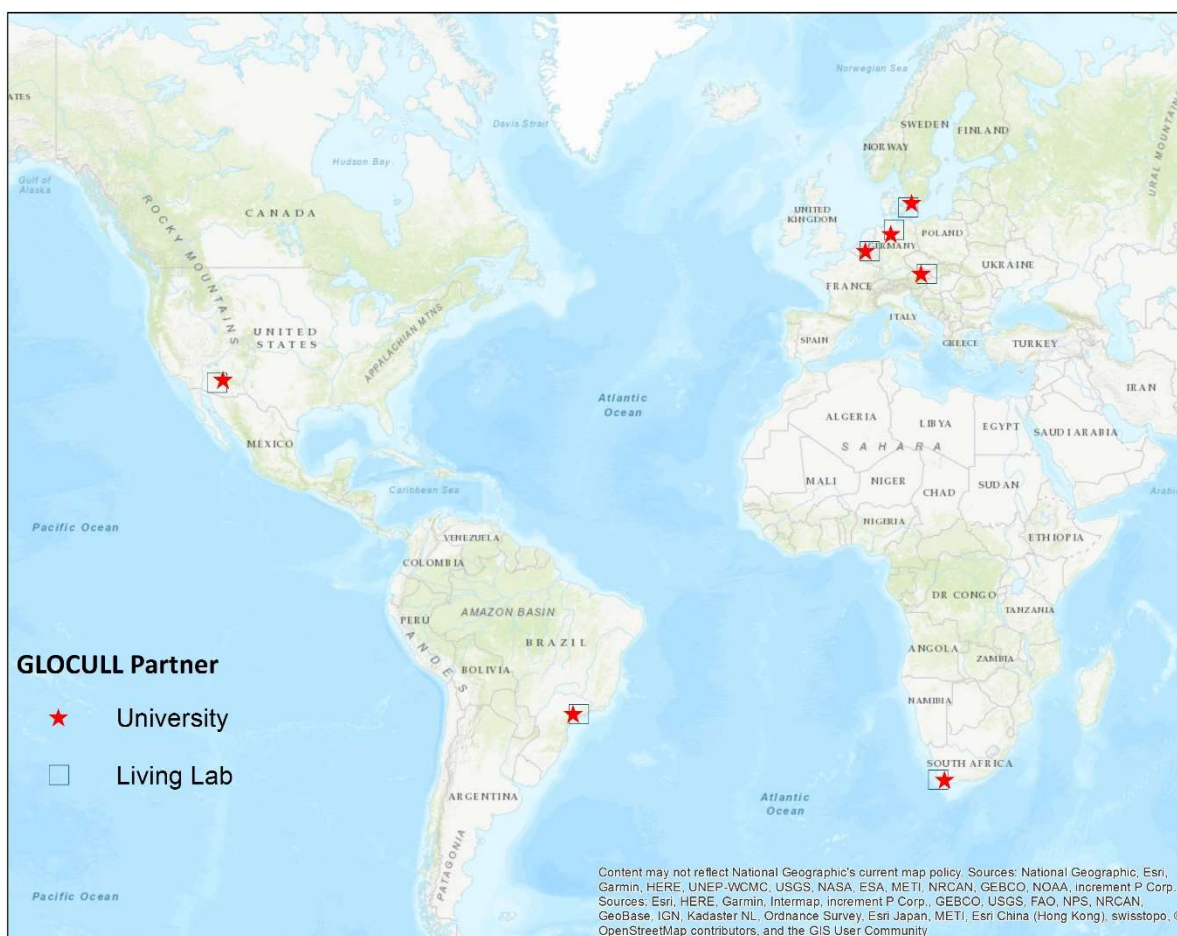 Norwegian Sea
ATES
SWEDEN
FINLAND
Davis Strait
NORWAY
URAL MOUNTAINS
Hudson Bay
Gulf of
Alaska
ROCKY MOUNTAINS
CANADA
UNITED
KINGDOM
POLAND
GERMANY
UKRAINE
FRANCE
UNITED
STATES
APPALACHIAN MTNS
ITALY
SPAIN
GREECE
TURKEY
IRAN
Atlantic
Ocean
ALGERIA
LIBYA
EGYPT
SAUDI ARABIA
MÉXICO
SAHARA
MALI
NIGER
CHAD
SUDAN
Caribbean Sea
Arabia
Pacific Ocean
NIGERIA
ETHIOPIA
VENEZUELA
COLOMBIA
DR CONGO
AMAZON BASIN
TANZANIA
PERU
BRAZIL
ANDES
ANGOLA
ZAMBIA
BOLIVIA
GLOCULL Partner
NAMIBIA
University
SOUTH AFRICA
Living Lab
ARGENTINA
Atlantic
Ocean
PATAGONIA
Pacific Ocean
Content may not reflect National Geographic's current map policy. Sources: National Geographic, Esri,
Garmin, HERE, UNEP-WCMC, USGS, NASA, ESA, METI, NRCAN, GEBCO, NOAA, increment P Corp.
Sources: Esri, HERE, Garmin, Intermap, increment P Corp., GEBCO, USGS, FAO, NPS, NRCAN,
GeoBase, IGN, Kadaster NL, Ordnance Survey, Esri Japan, METI, Esri China (Hong Kong), swisstopo, ©
OpenStreetMap contributors, and the GIS User Community